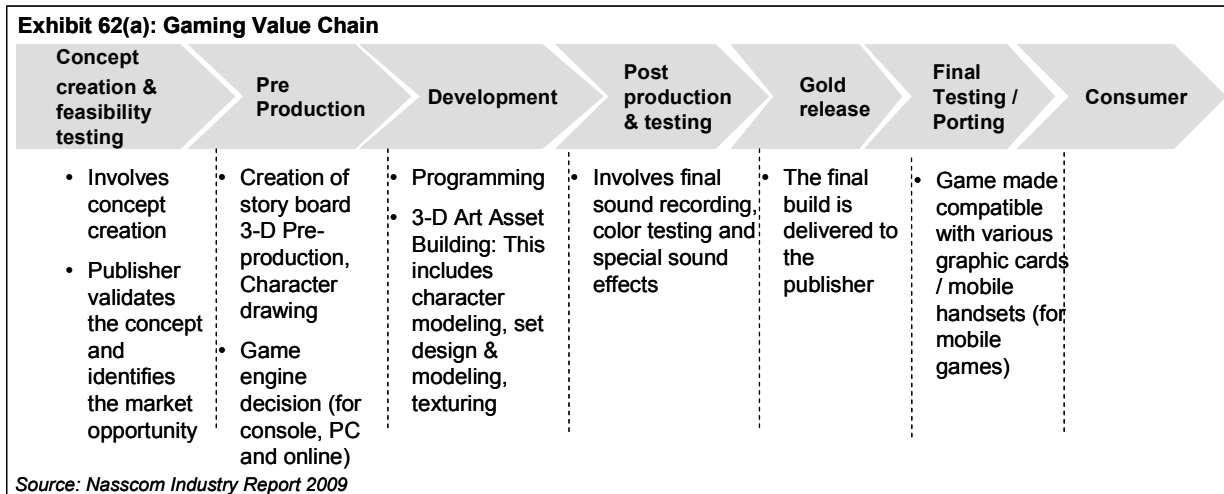 Exhibit 62(a): Gaming Value Chain
Concept
creation &
feasibility
testing
Pre
Production
Development
Post
production
& testing
Gold
release
Final
Testing /
Porting
Consumer
• Involves
concept
creation
• Publisher
validates
the concept
and
identifies
the market
opportunity
• Creation of
story board
3-D Pre-
production,
Character
drawing
• Game
engine
decision (for
console, PC
and online)
• Programming
• 3-D Art Asset
Building: This
includes
character
modeling, set
design &
modeling,
texturing
• Involves final
sound recording,
color testing and
special sound
effects
• The final
build is
delivered to
the
publisher
• Game made
compatible
with various
graphic cards
/ mobile
handsets (for
mobile
games)
Source: Nasscom Industry Report 2009